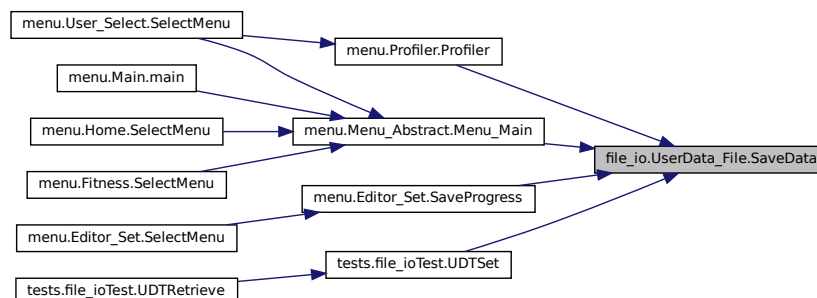 menu.User_Select.SelectMenu
menu.Profiler.Profiler
menu.Main.main
menu.Home.SelectMenu
menu.Menu_Abstract.Menu_Main
file_io.UserData_File.SaveData
menu.Fitness.SelectMenu
menu.Editor_Set.SaveProgress
menu.Editor_Set.SelectMenu
tests.file_ioTest.UDTSet
tests.file_ioTest.UDTRetrieve